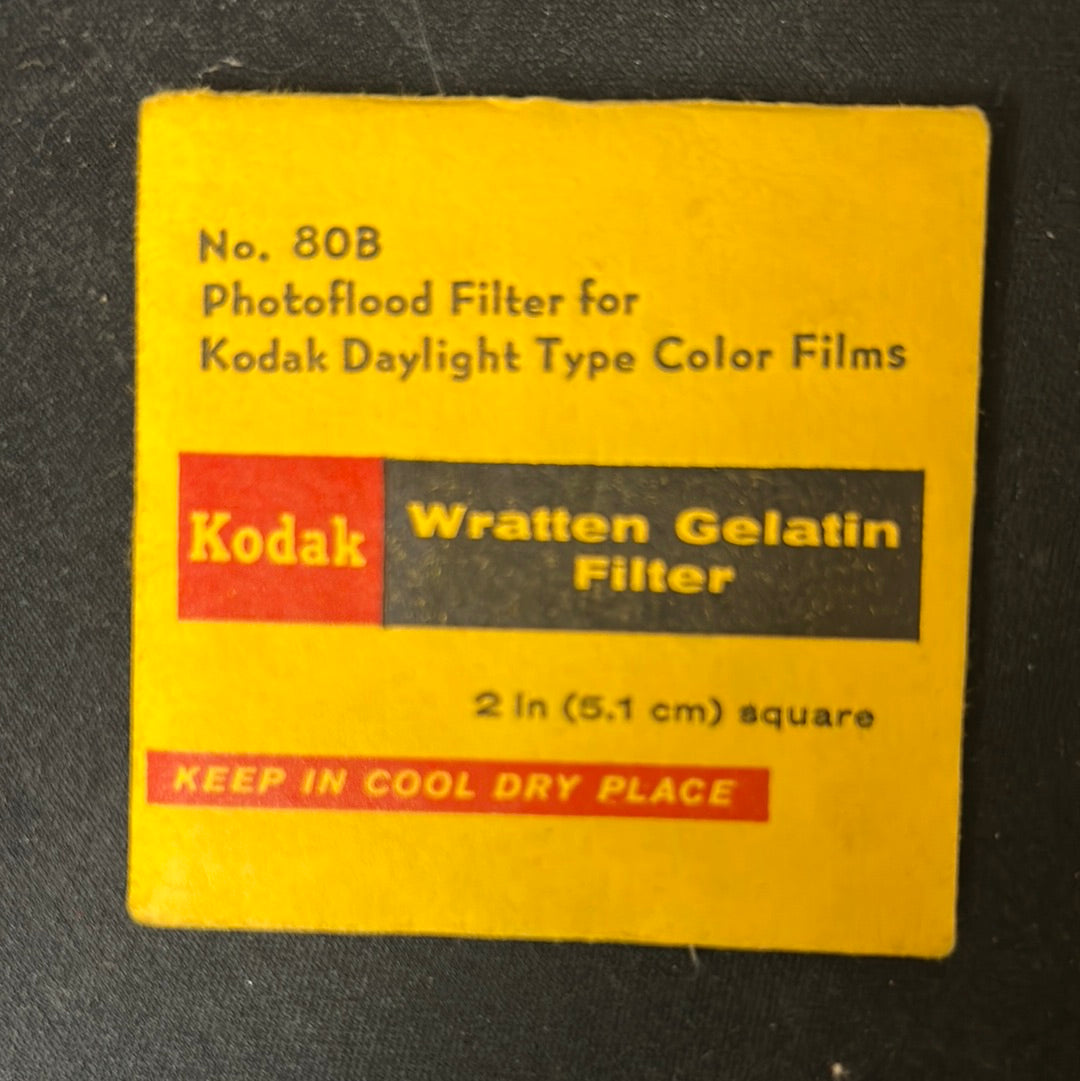 No. 80B
Photoflood Filter for
Kodak Daylight Type Color Films
Kodak
Wratten Gelatin
Filter
2 in (5.1 cm) square
KEEP IN COOL DRY PLACE